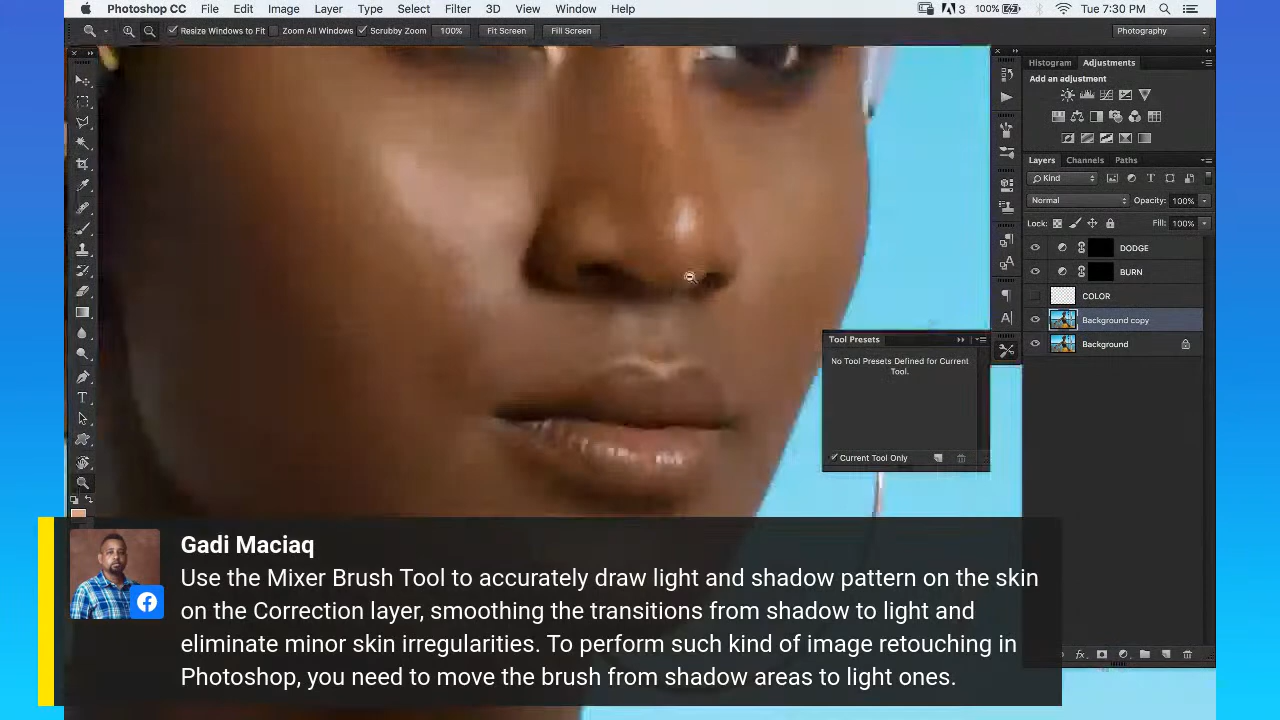 Photoshop CC File Edit Image Layer Type Select Filter 3D View Window Help
3 100% Tue 7:30 PM
Resize Windows to Fit Zoom All Windows Scrubby Zoom 100% Fit Screen Fill Screen
Photography
Histogram Adjustments
Add an adjustment
Layers Channels Paths
Kind
Normal Opacity: 100%
Lock: Fill: 100%
DODGE
BURN
COLOR
Background copy
Background
Tool Presets
No Tool Presets Defined for Current
Tool.
Current Tool Only
Gadi Maciaq
Use the Mixer Brush Tool to accurately draw light and shadow pattern on the skin
on the Correction layer, smoothing the transitions from shadow to light and
eliminate minor skin irregularities. To perform such kind of image retouching in
Photoshop, you need to move the brush from shadow areas to light ones.